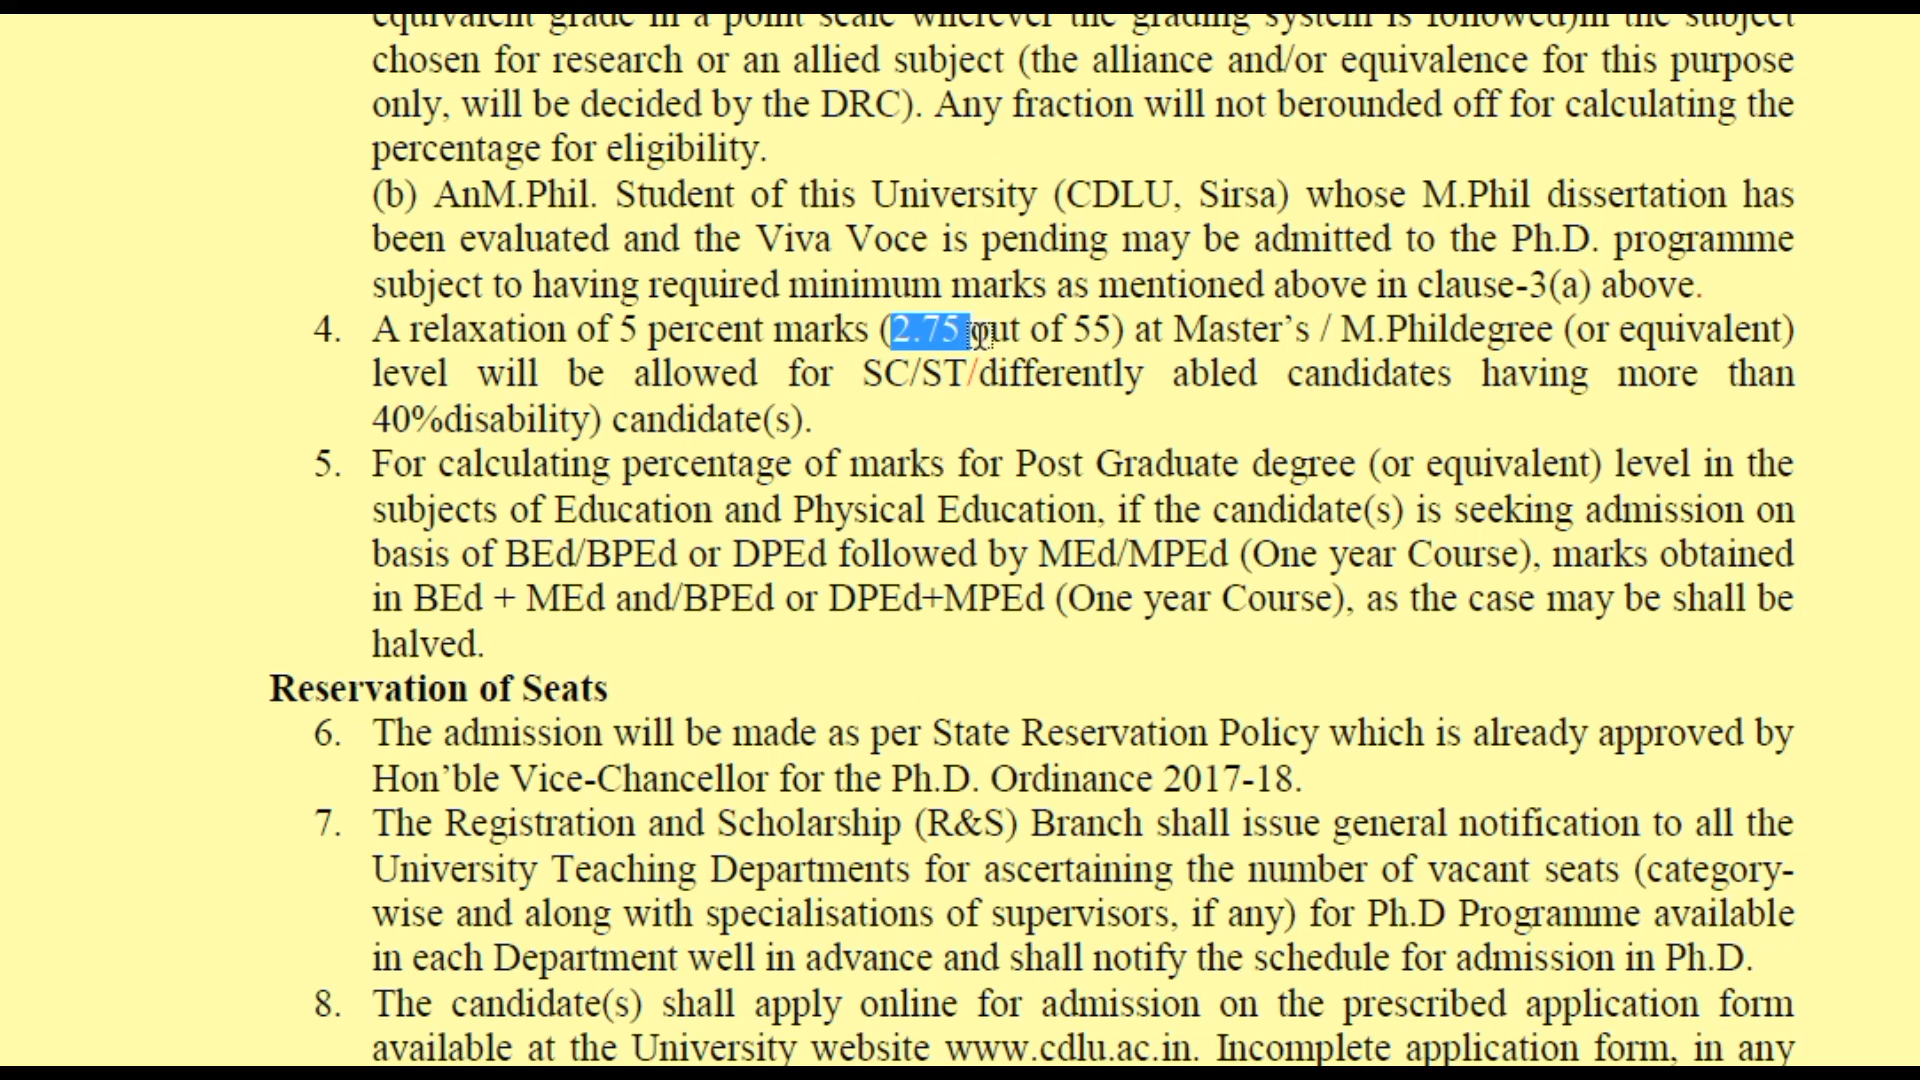 equivalent grade in a point scale wherever the grading system is followed)in the subject
chosen for research or an allied subject (the alliance and/or equivalence for this purpose
only, will be decided by the DRC). Any fraction will not berounded off for calculating the
percentage for eligibility.
(b) AnM.Phil. Student of this University (CDLU, Sirsa) whose M.Phil dissertation has
been evaluated and the Viva Voce is pending may be admitted to the Ph.D. programme
subject to having required minimum marks as mentioned above in clause-3(a) above.
4. A relaxation of 5 percent marks (2.75 out of 55) at Master’s / M.Phildegree (or equivalent)
level will be allowed for SC/ST/differently abled candidates having more than
40%disability) candidate(s).
5. For calculating percentage of marks for Post Graduate degree (or equivalent) level in the
subjects of Education and Physical Education, if the candidate(s) is seeking admission on
basis of BEd/BPEd or DPEd followed by MEd/MPEd (One year Course), marks obtained
in BEd + MEd and/BPEd or DPEd+MPEd (One year Course), as the case may be shall be
halved.
Reservation of Seats
6. The admission will be made as per State Reservation Policy which is already approved by
Hon’ble Vice-Chancellor for the Ph.D. Ordinance 2017-18.
7. The Registration and Scholarship (R&S) Branch shall issue general notification to all the
University Teaching Departments for ascertaining the number of vacant seats (category-
wise and along with specialisations of supervisors, if any) for Ph.D Programme available
in each Department well in advance and shall notify the schedule for admission in Ph.D.
8. The candidate(s) shall apply online for admission on the prescribed application form
available at the University website www.cdlu.ac.in. Incomplete application form, in any